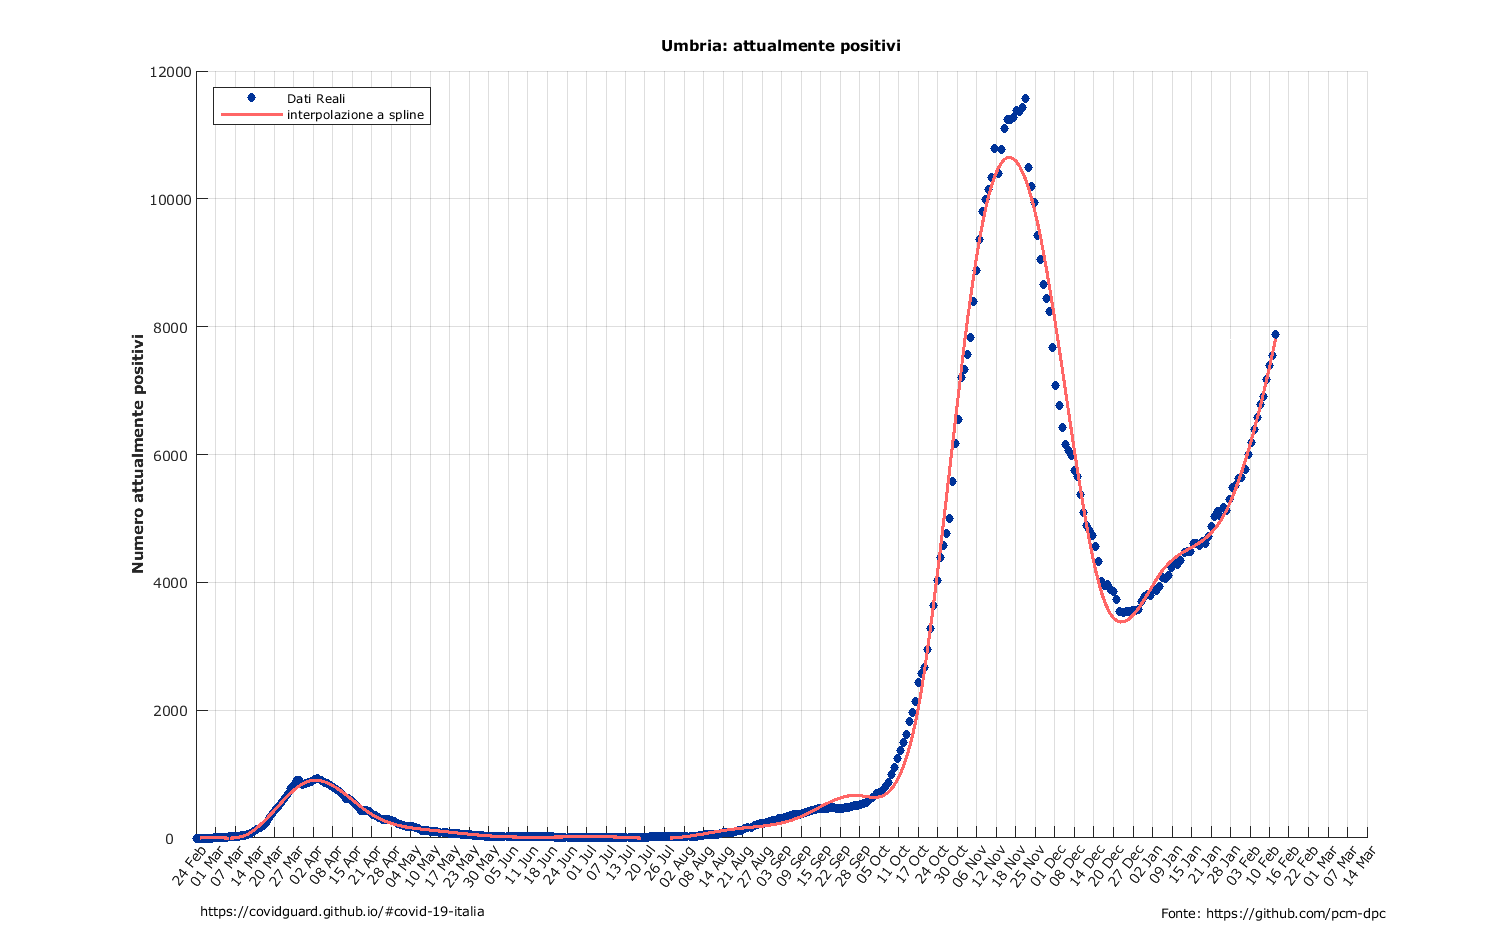 Umbria: attualmente positivi
Dati Reali
interpolazione a spline
Numero attualmente positivi
12000
10000
8000
6000
4000
2000
0
24 Feb
01 Mar
07 Mar
14 Mar
20 Mar
27 Mar
02 Apr
08 Apr
15 Apr
21 Apr
28 Apr
04 May
10 May
17 May
23 May
30 May
05 Jun
11 Jun
18 Jun
24 Jun
01 Jul
07 Jul
13 Jul
20 Jul
26 Jul
02 Aug
08 Aug
14 Aug
21 Aug
27 Aug
03 Sep
09 Sep
15 Sep
22 Sep
28 Sep
05 Oct
11 Oct
17 Oct
24 Oct
30 Oct
06 Nov
12 Nov
18 Nov
25 Nov
01 Dec
08 Dec
14 Dec
20 Dec
27 Dec
02 Jan
09 Jan
15 Jan
21 Jan
28 Jan
03 Feb
10 Feb
16 Feb
22 Feb
01 Mar
07 Mar
14 Mar
https://covidguard.github.io/#covid-19-italia
Fonte: https://github.com/pcm-dpc